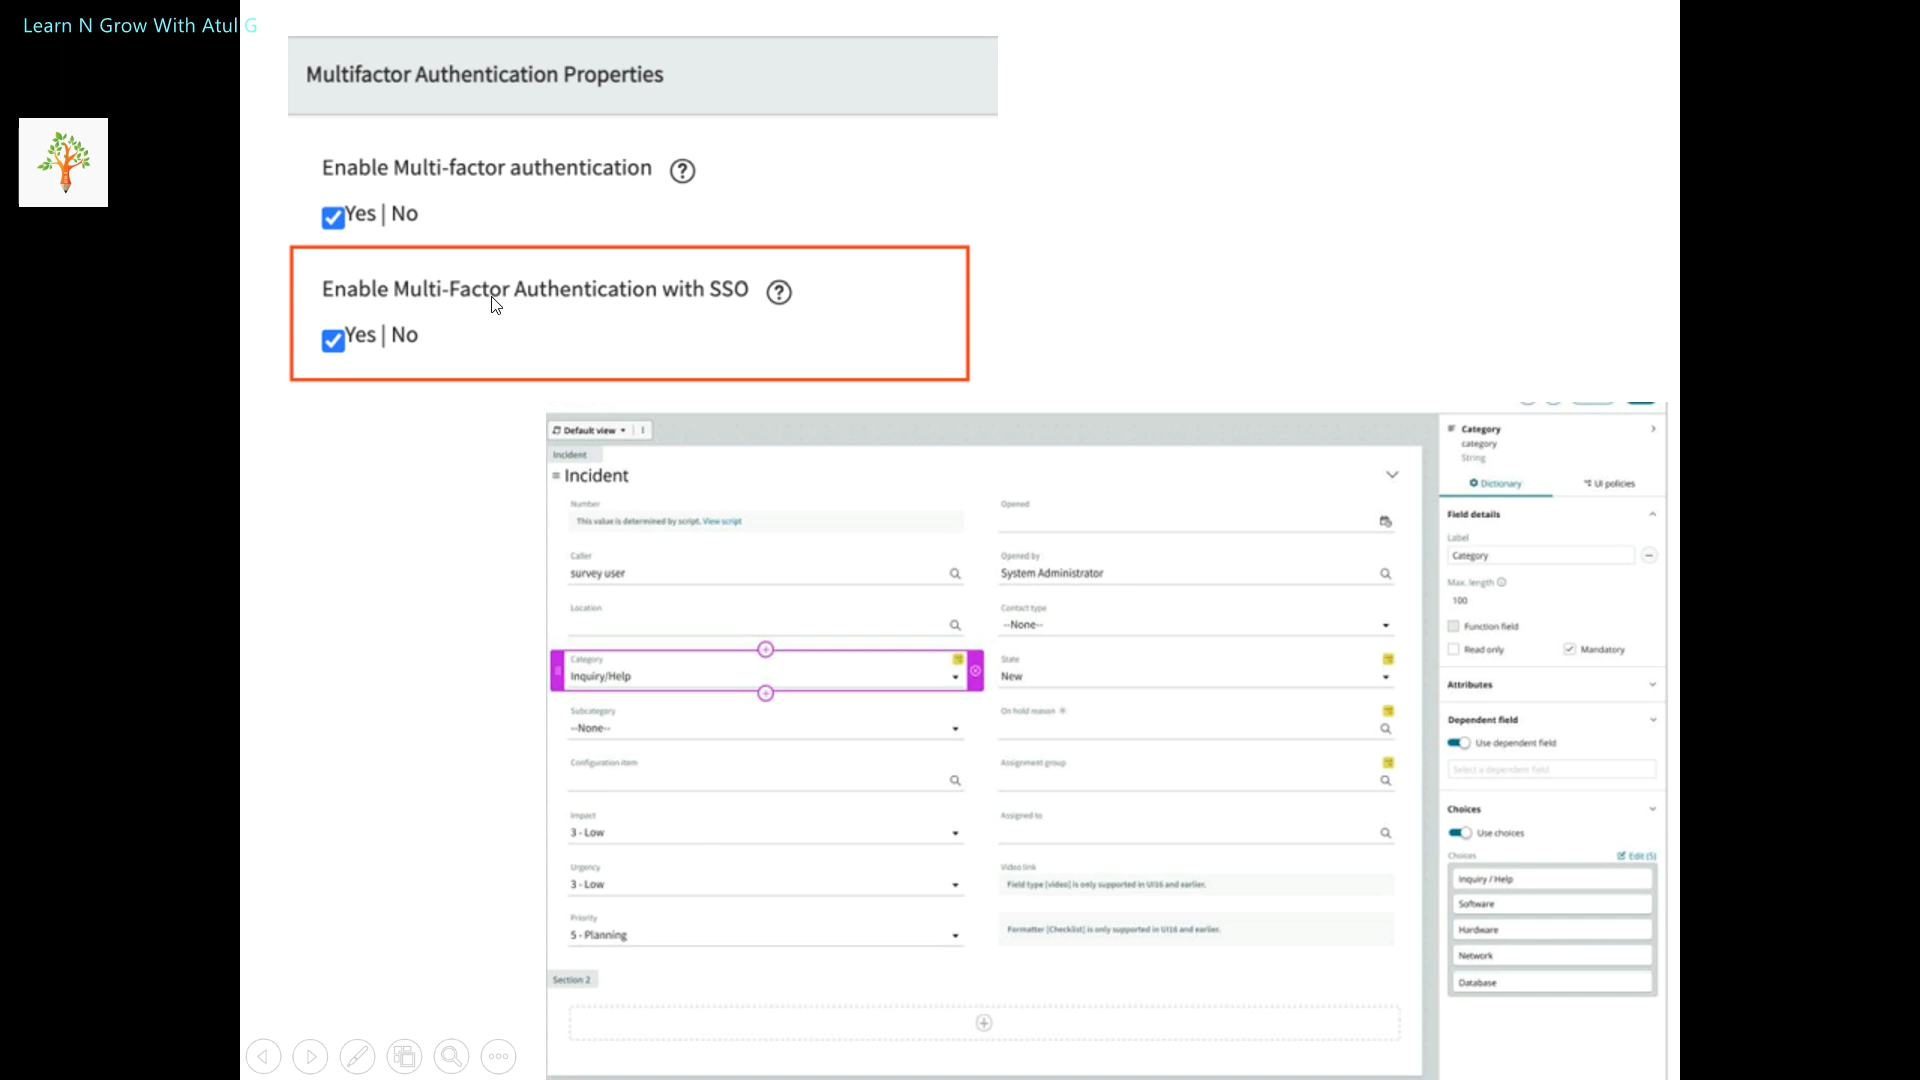 Learn N Grow With Atul G
Multifactor Authentication Properties
Enable Multi-factor authentication ?
Yes | No
Enable Multi-Factor Authentication with SSO ?
Yes | No
Default view
Incident
Incident
Number
This value is determined by script. View script
Opened
Caller
survey user
Opened by
System Administrator
Location
Contact type
--None--
Category
Inquiry/Help
State
New
Subcategory
--None--
On hold reason
Configuration item
Assignment group
Impact
3 - Low
Assigned to
Urgency
3 - Low
Video link
Field type [video] is only supported in UI16 and earlier.
Priority
5 - Planning
Formatter [Checklist] is only supported in UI16 and earlier.
Section 2
Category
category
String
Dictionary
UI policies
Field details
Label
Category
Max. length
100
Function field
Read only
Mandatory
Attributes
Dependent field
Use dependent field
Select a dependent field
Choices
Use choices
Choices
Edit (5)
Inquiry / Help
Software
Hardware
Network
Database